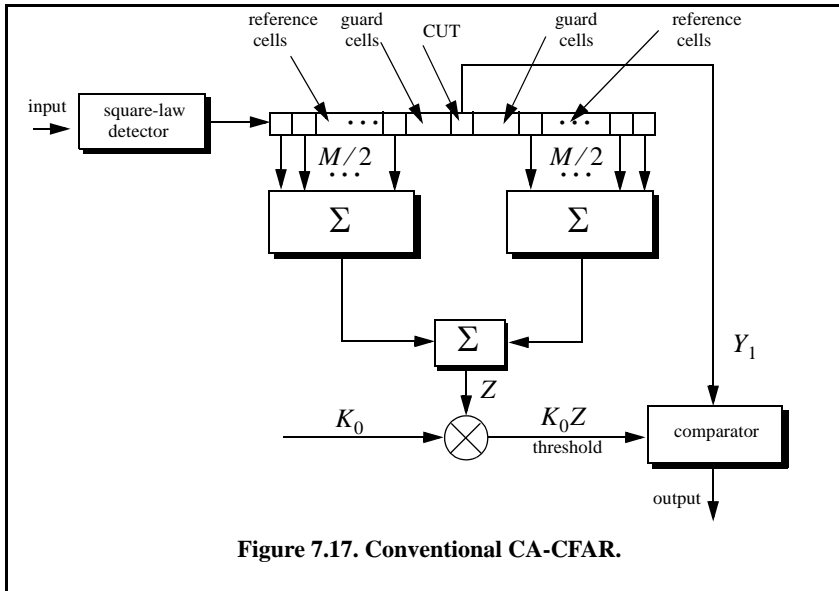 reference cells
guard cells
CUT
guard cells
reference cells
input
square-law detector
• • •
• • •
M/2
• • •
M/2
• • •
Σ
Σ
Σ
Z
Y₁
K₀
K₀Z
threshold
comparator
output
Figure 7.17. Conventional CA-CFAR.